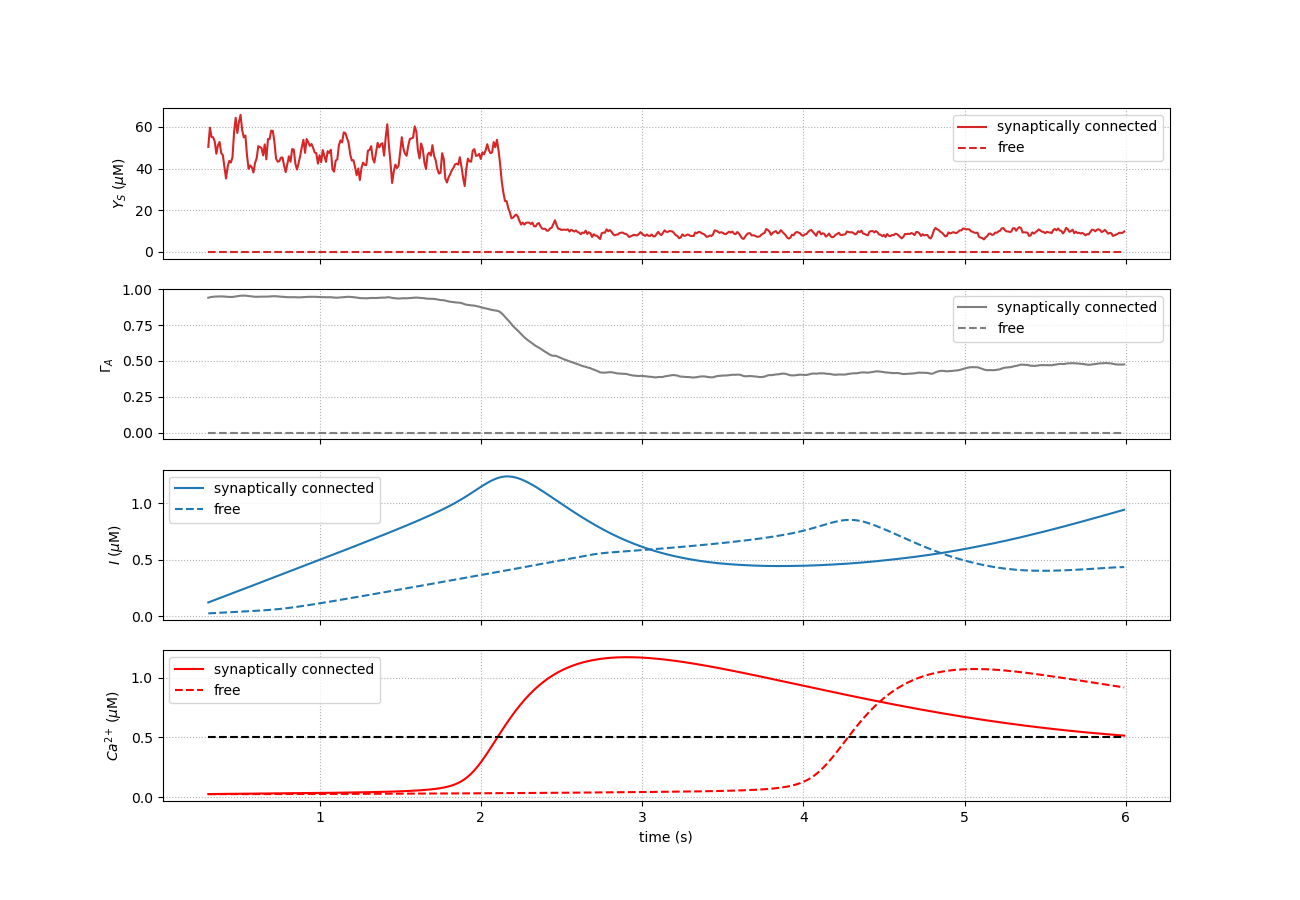 60
40
20
0
Y_S (μM)
synaptically connected
free
1.00
0.75
0.50
0.25
0.00
Γ_A
synaptically connected
free
1.0
0.5
0.0
I (μM)
synaptically connected
free
1.0
0.5
0.0
Ca²⁺ (μM)
synaptically connected
free
1 2 3 4 5 6
time (s)